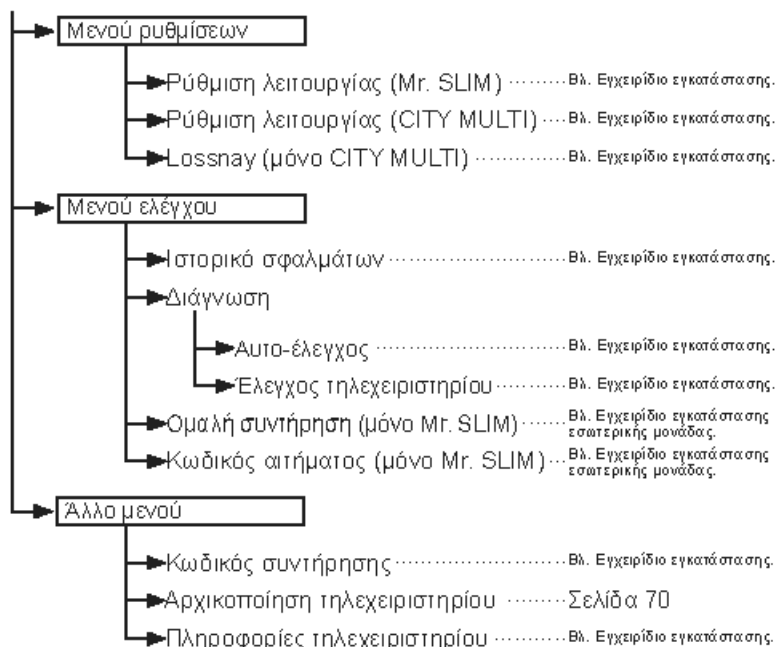 Μενού ρυθμίσεων
Ρύθμιση λειτουργίας (Mr. SLIM) ········· Βλ. Εγχειρίδιο εγκατάστασης.
Ρύθμιση λειτουργίας (CITY MULTI) ····· Βλ. Εγχειρίδιο εγκατάστασης.
Lossnay (μόνο CITY MULTI) ·············· Βλ. Εγχειρίδιο εγκατάστασης.
Μενού ελέγχου
Ιστορικό σφαλμάτων ···························· Βλ. Εγχειρίδιο εγκατάστασης.
Διάγνωση
Αυτο-έλεγχος ····························· Βλ. Εγχειρίδιο εγκατάστασης.
Έλεγχος τηλεχειριστηρίου ··········· Βλ. Εγχειρίδιο εγκατάστασης.
Ομαλή συντήρηση (μόνο Mr. SLIM) ······· Βλ. Εγχειρίδιο εγκατάστασης
εσωτερικής μονάδας.
Κωδικός αιτήματος (μόνο Mr. SLIM) ··· Βλ. Εγχειρίδιο εγκατάστασης
εσωτερικής μονάδας.
Άλλο μενού
Κωδικός συντήρησης ··························· Βλ. Εγχειρίδιο εγκατάστασης.
Αρχικοποίηση τηλεχειριστηρίου ········· Σελίδα 70
Πληροφορίες τηλεχειριστηρίου ··········· Βλ. Εγχειρίδιο εγκατάστασης.